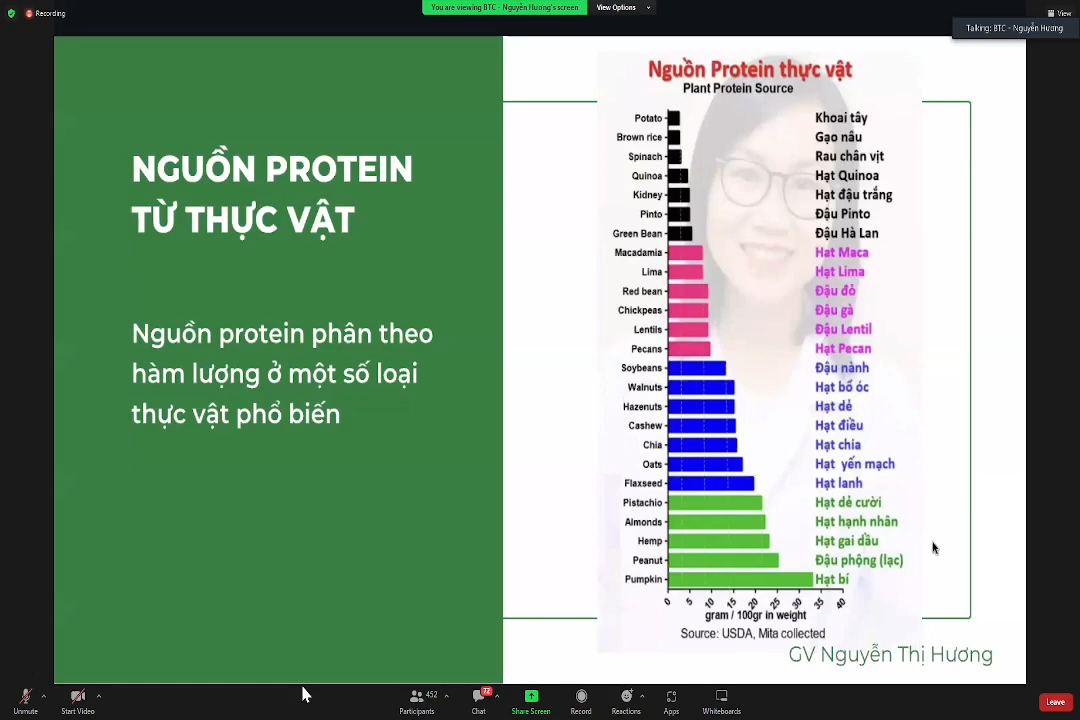 Recording
You are viewing BTC - Nguyễn Hương's screen
View Options
View
Talking: BTC - Nguyễn Hương
NGUỒN PROTEIN
TỪ THỰC VẬT
Nguồn protein phân theo
hàm lượng ở một số loại
thực vật phổ biến
Nguồn Protein thực vật
Plant Protein Source
Potato Khoai tây
Brown rice Gạo nâu
Spinach Rau chân vịt
Quinoa Hạt Quinoa
Kidney Hạt đậu trắng
Pinto Đậu Pinto
Green Bean Đậu Hà Lan
Macadamia Hat Maca
Lima Hạt Lima
Red bean Đậu đỏ
Chickpeas Đậu gà
Lentils Đậu Lentil
Pecans Hạt Pecan
Soybeans Đậu nành
Walnuts Hạt bồ óc
Hazenuts Hạt dẻ
Cashew Hạt điều
Chia Hạt chia
Oats Hạt yến mạch
Flaxseed Hạt lanh
Pistachio Hạt dẻ cười
Almonds Hạt hạnh nhân
Hemp Hạt gai dầu
Peanut Đậu phộng (lạc)
Pumpkin Hạt bí
0 5 10 15 20 25 30 35 40
gram / 100gr in weight
Source: USDA, Mita collected
GV Nguyễn Thị Hương
Unmute
Start Video
452
Participants
72
Chat
Share Screen
Record
Reactions
Apps
Whiteboards
Leave